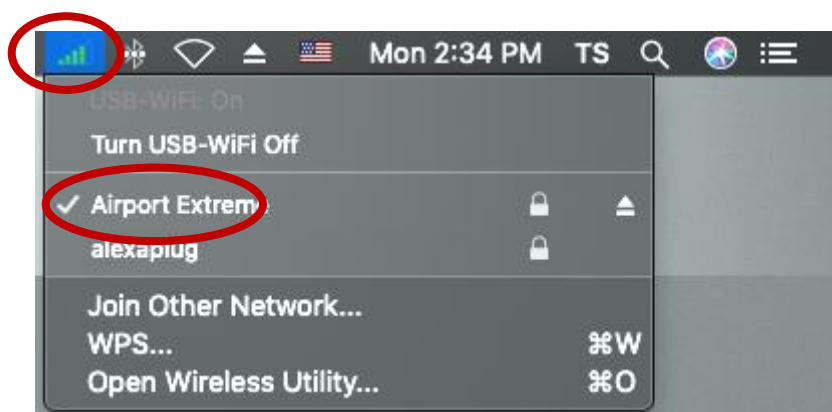 Mon 2:34 PM TS
USB-WiFi: On
Turn USB-WiFi Off
Airport Extreme
alexaplug
Join Other Network...
WPS... ⌘W
Open Wireless Utility... ⌘O